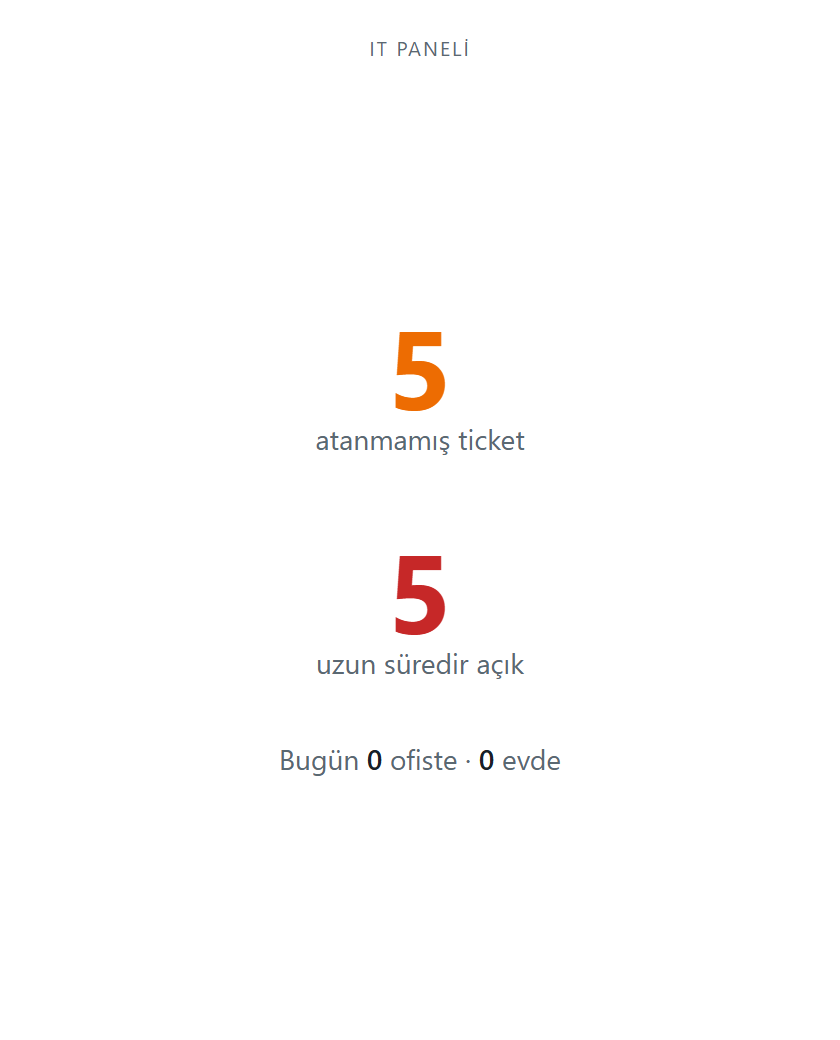 IT PANELİ
5
atanmamış ticket
5
uzun süredir açık
Bugün 0 ofiste · 0 evde